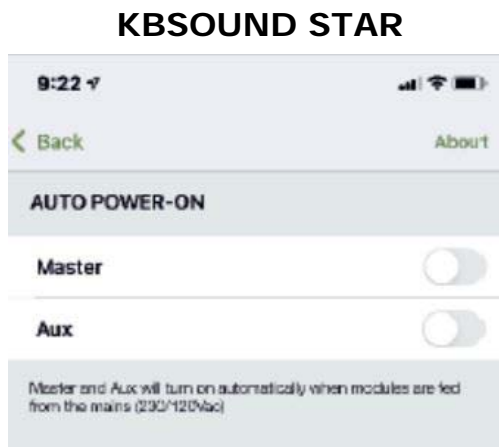 KBSOUND STAR
9:22
Back
About
AUTO POWER-ON
Master
Aux
Master and Aux will turn on automatically when modules are fed
from the mains (230/120Vac)